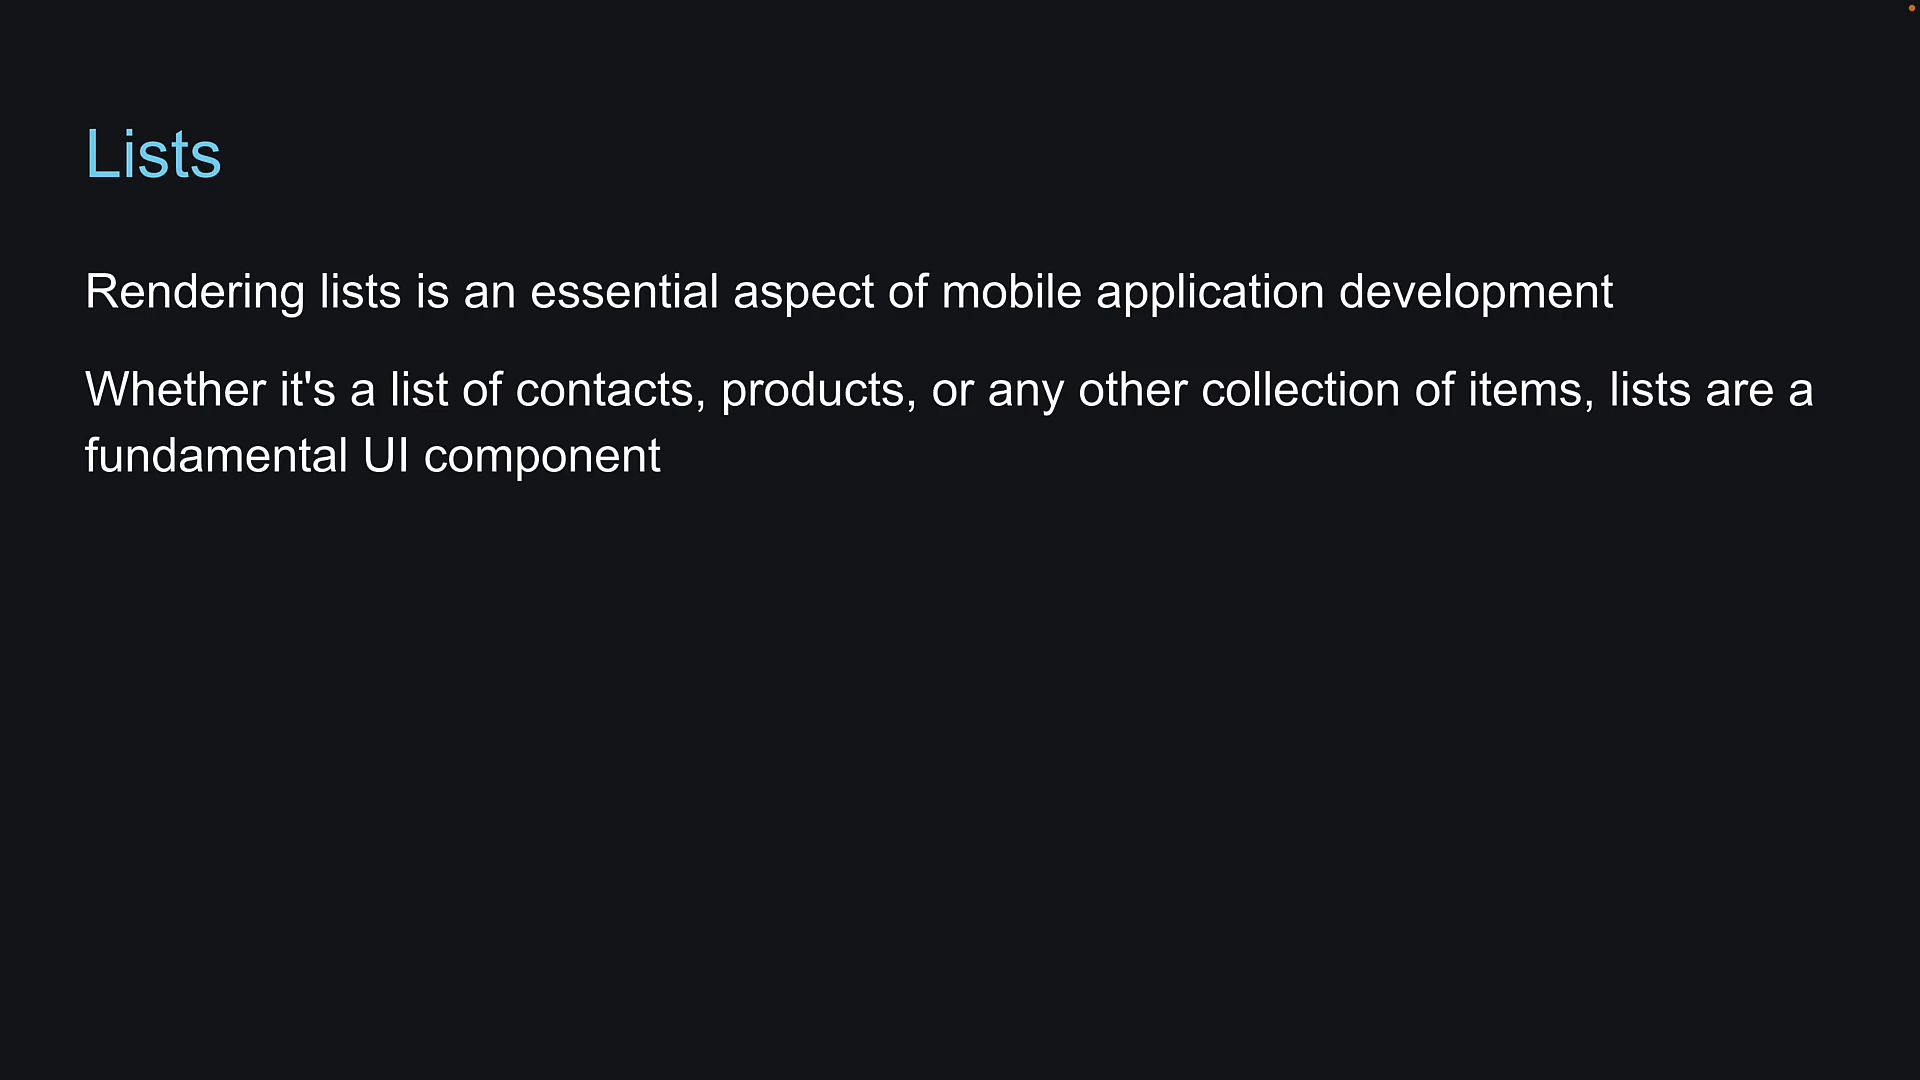 Lists
Rendering lists is an essential aspect of mobile application development
Whether it's a list of contacts, products, or any other collection of items, lists are a
fundamental UI component